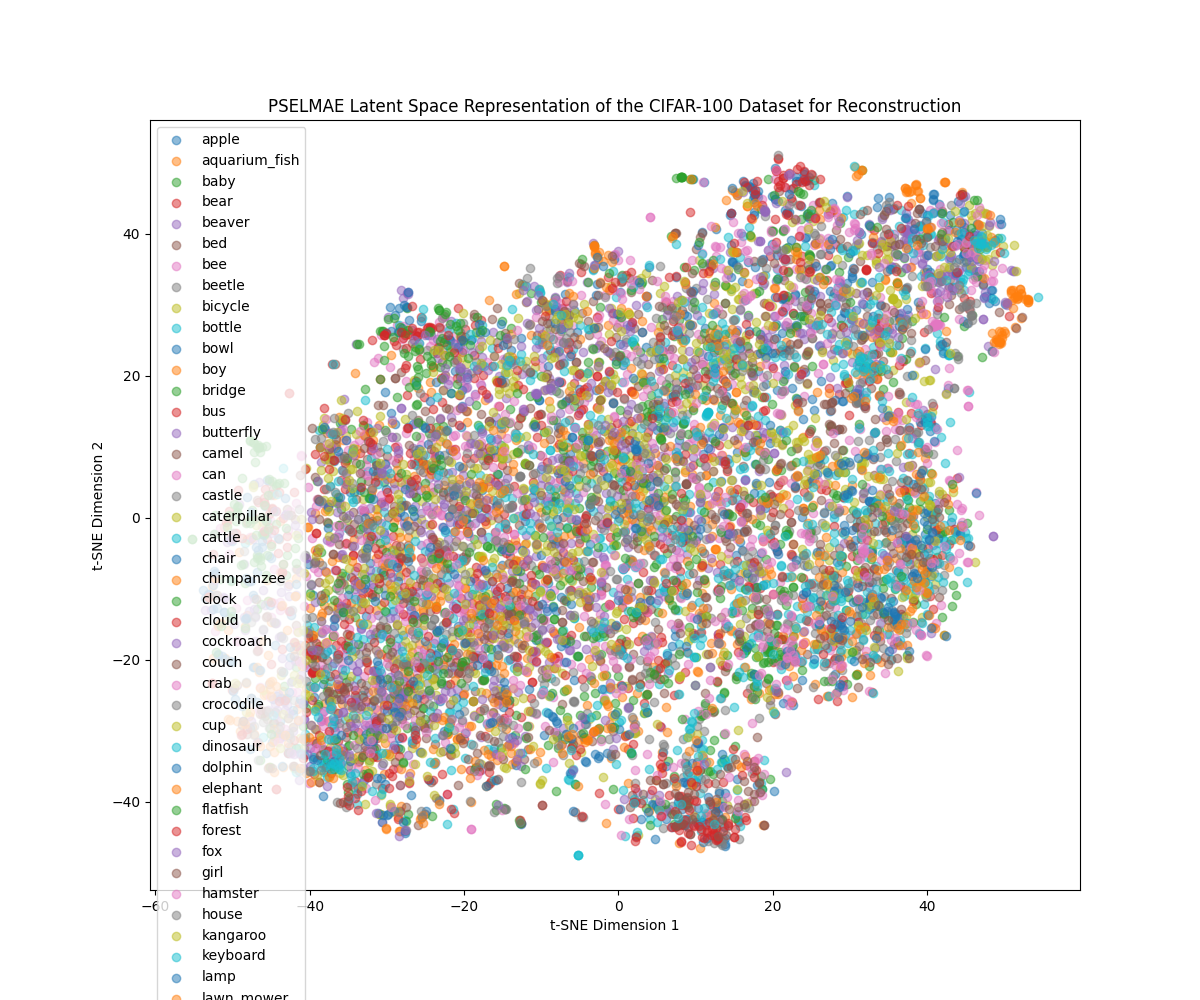 PSELMAE Latent Space Representation of the CIFAR-100 Dataset for Reconstruction
apple
aquarium_fish
baby
bear
beaver
bed
bee
beetle
bicycle
bottle
bowl
boy
bridge
bus
butterfly
camel
can
castle
caterpillar
cattle
chair
chimpanzee
clock
cloud
cockroach
couch
crab
crocodile
cup
dinosaur
dolphin
elephant
flatfish
forest
fox
girl
hamster
house
kangaroo
keyboard
lamp
lawn_mower
t-SNE Dimension 2
40
20
0
−20
−40
−60 −40 −20 0 20 40
t-SNE Dimension 1